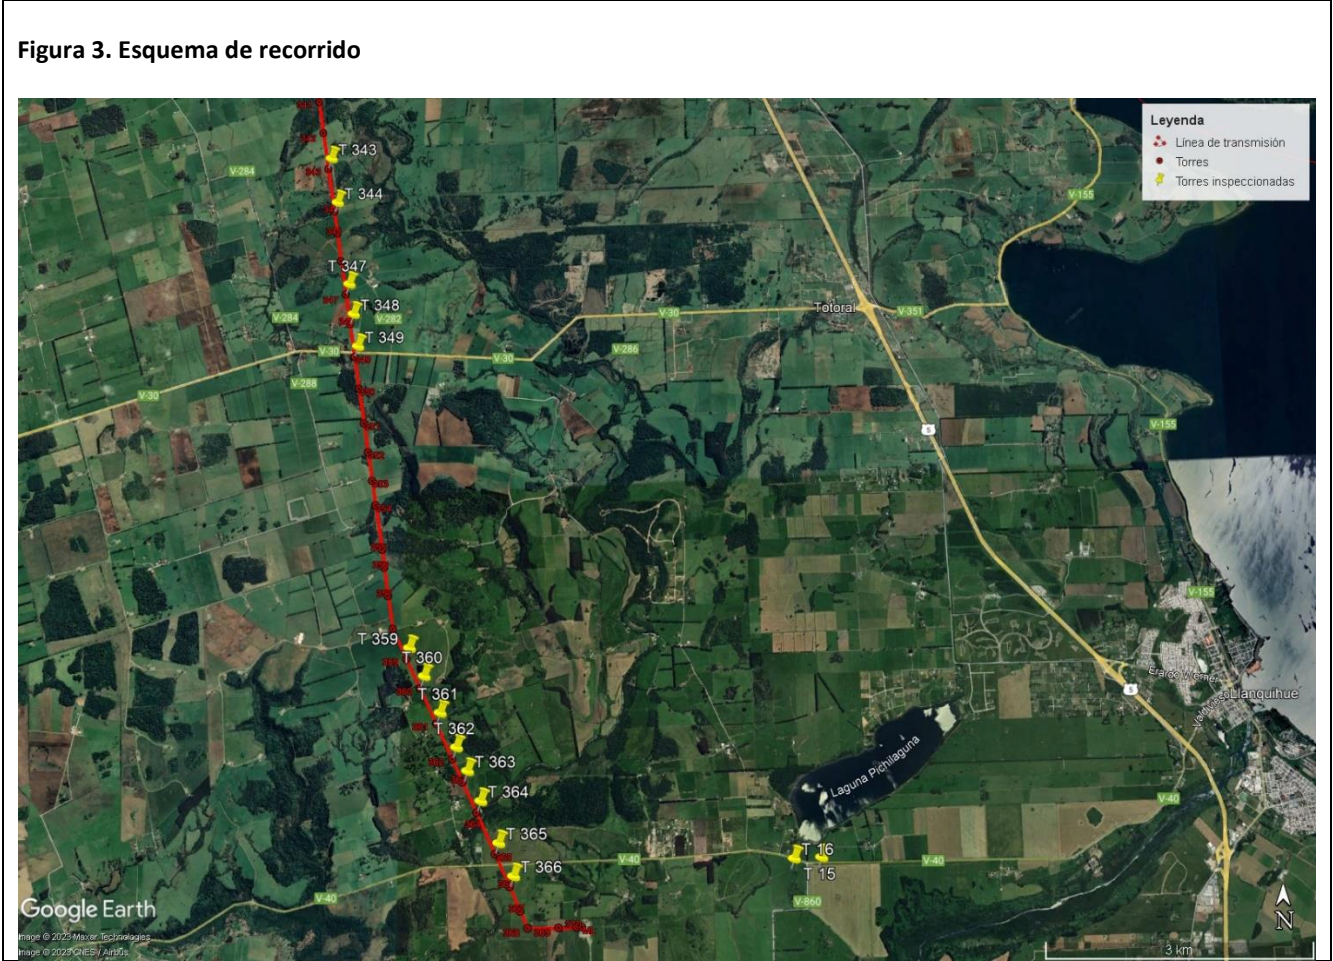 Figura 3. Esquema de recorrido
Leyenda
Línea de transmisión
Torres
Torres inspeccionadas
T 343
V-284
T 344
V-155
T 347
T 348
V-284
V-282
Totoral
V-30
V-351
T 349
V-30
V-30
V-286
V-288
V-30
V-155
5
V-155
T 359
T 360
T 361
T 362
T 363
T 364
T 365
T 366
Erardo Werner
5
Llanquihue
Laguna Pichilaguna
V-40
T 16
T 15
V-40
V-40
V-40
V-860
Google Earth
Image © 2023 Maxar Technologies
Image © 2023 CNES / Airbus
N
3 km